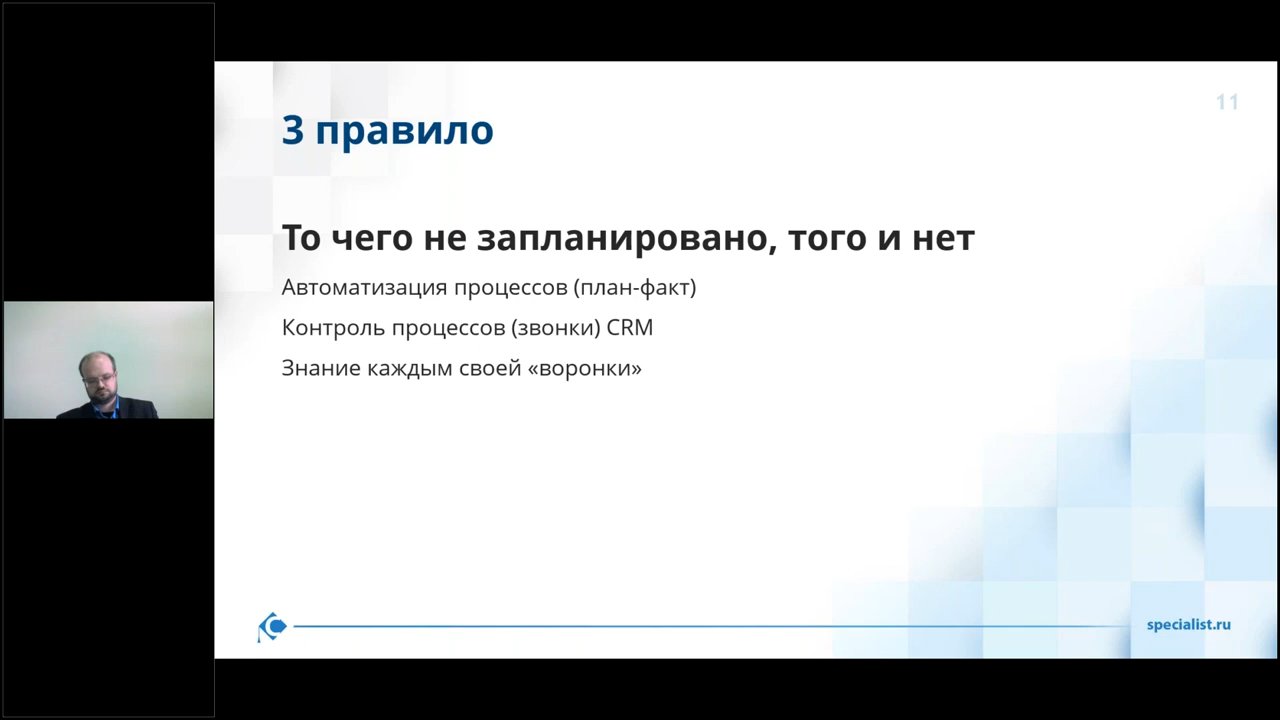 11
3 правило
То чего не запланировано, того и нет
Автоматизация процессов (план-факт)
Контроль процессов (звонки) CRM
Знание каждым своей «воронки»
specialist.ru